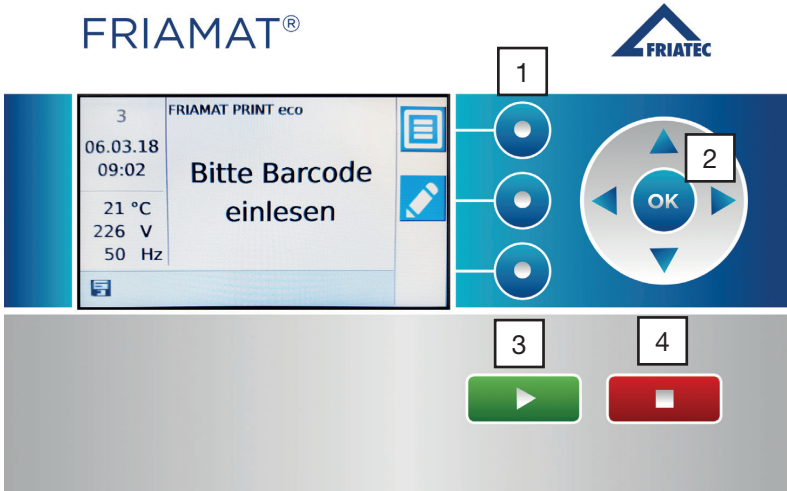 FRIAMAT®
FRIATEC
1
3
FRIAMAT PRINT eco
06.03.18
09:02
Bitte Barcode
einlesen
21 °C
226 V
50 Hz
2
OK
3
4